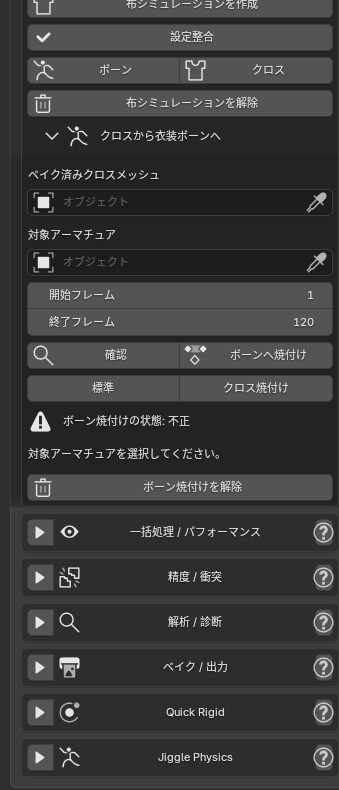 布シミュレーションを作成
設定整合
ボーン
クロス
布シミュレーションを解除
クロスから衣装ボーンへ
ベイク済みクロスメッシュ
オブジェクト
対象アーマチュア
オブジェクト
開始フレーム 1
終了フレーム 120
確認
ボーンへ焼付け
標準
クロス焼付け
ボーン焼付けの状態: 不正
対象アーマチュアを選択してください。
ボーン焼付けを解除
一括処理 / パフォーマンス
精度 / 衝突
解析 / 診断
ベイク / 出力
Quick Rigid
Jiggle Physics